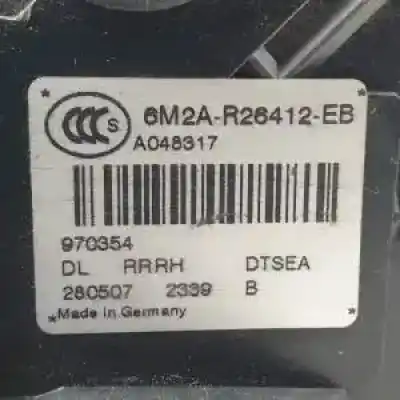 CCC S 6M2A-R26412-EB
A048317
970354
DL RRRH DTSEA
280507 2339 B
Made in Germany